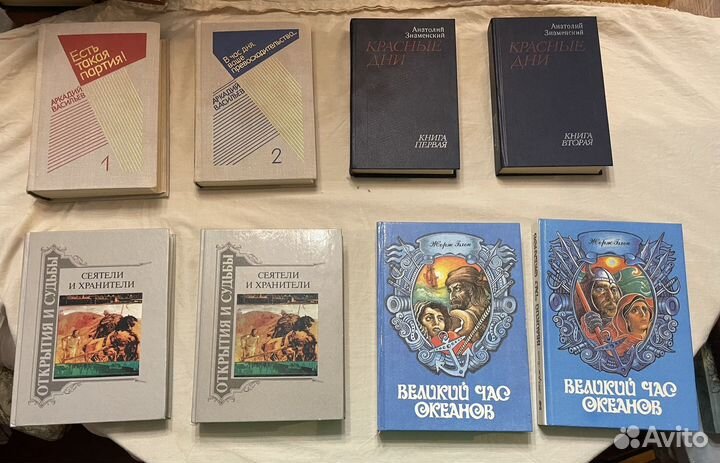 Есть
такая
партия!
АРКАДИЙ
ВАСИЛЬЕВ
1
В час дня,
ваше
превосходительство...
АРКАДИЙ
ВАСИЛЬЕВ
2
Анатолий
Знаменский
КРАСНЫЕ
ДНИ
КНИГА
ПЕРВАЯ
Анатолий
Знаменский
КРАСНЫЕ
ДНИ
КНИГА
ВТОРАЯ
ОТКРЫТИЯ И СУДЬБЫ
СЕЯТЕЛИ
И ХРАНИТЕЛИ
ОТКРЫТИЯ И СУДЬБЫ
СЕЯТЕЛИ
И ХРАНИТЕЛИ
Жорж Блон
ВЕЛИКИЙ ЧАС
ОКЕАНОВ
Жорж Блон
ВЕЛИКИЙ ЧАС
ОКЕАНОВ
Avito